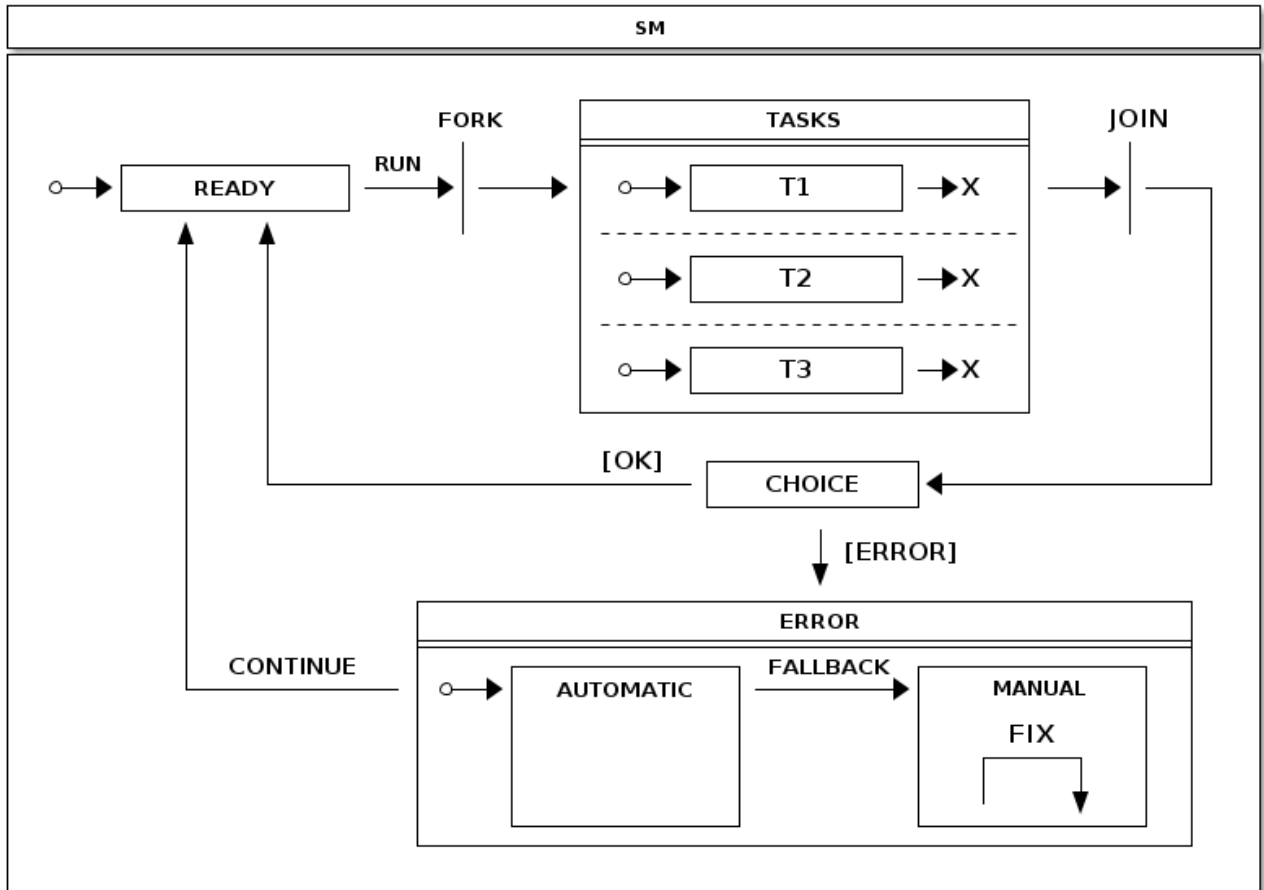 SM
FORK
TASKS
JOIN
RUN
READY
T1
X
T2
X
T3
X
[OK]
CHOICE
[ERROR]
ERROR
CONTINUE
FALLBACK
AUTOMATIC
MANUAL
FIX